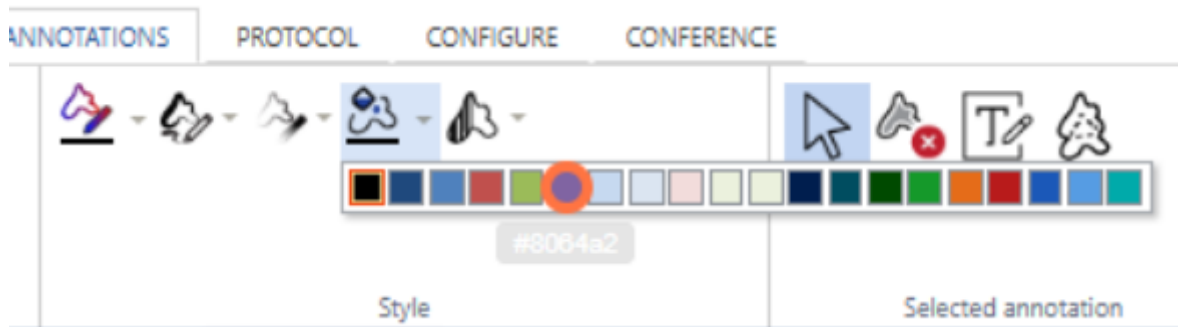 ANNOTATIONS PROTOCOL CONFIGURE CONFERENCE
T
#8064a2
Style Selected annotation